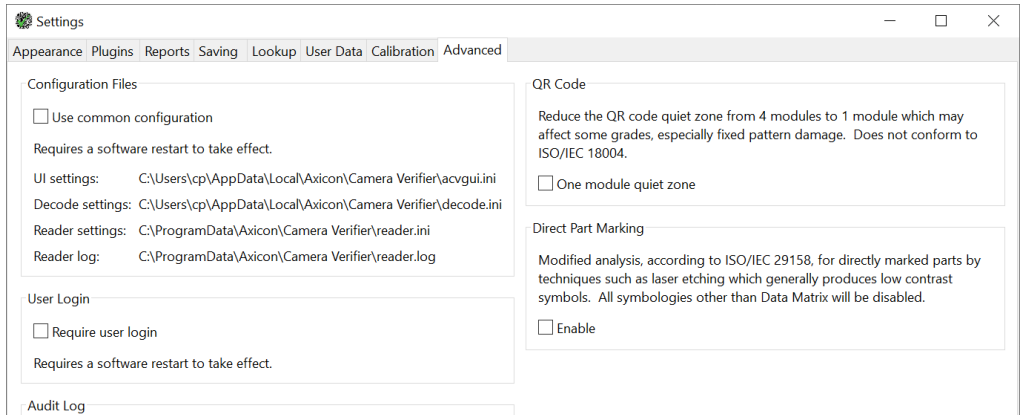 Settings
Appearance Plugins Reports Saving Lookup User Data Calibration Advanced
Configuration Files
Use common configuration
Requires a software restart to take effect.
UI settings: C:\Users\cp\AppData\Local\Axicon\Camera Verifier\acvgui.ini
Decode settings: C:\Users\cp\AppData\Local\Axicon\Camera Verifier\decode.ini
Reader settings: C:\ProgramData\Axicon\Camera Verifier\reader.ini
Reader log: C:\ProgramData\Axicon\Camera Verifier\reader.log
User Login
Require user login
Requires a software restart to take effect.
Audit Log
QR Code
Reduce the QR code quiet zone from 4 modules to 1 module which may
affect some grades, especially fixed pattern damage. Does not conform to
ISO/IEC 18004.
One module quiet zone
Direct Part Marking
Modified analysis, according to ISO/IEC 29158, for directly marked parts by
techniques such as laser etching which generally produces low contrast
symbols. All symbologies other than Data Matrix will be disabled.
Enable